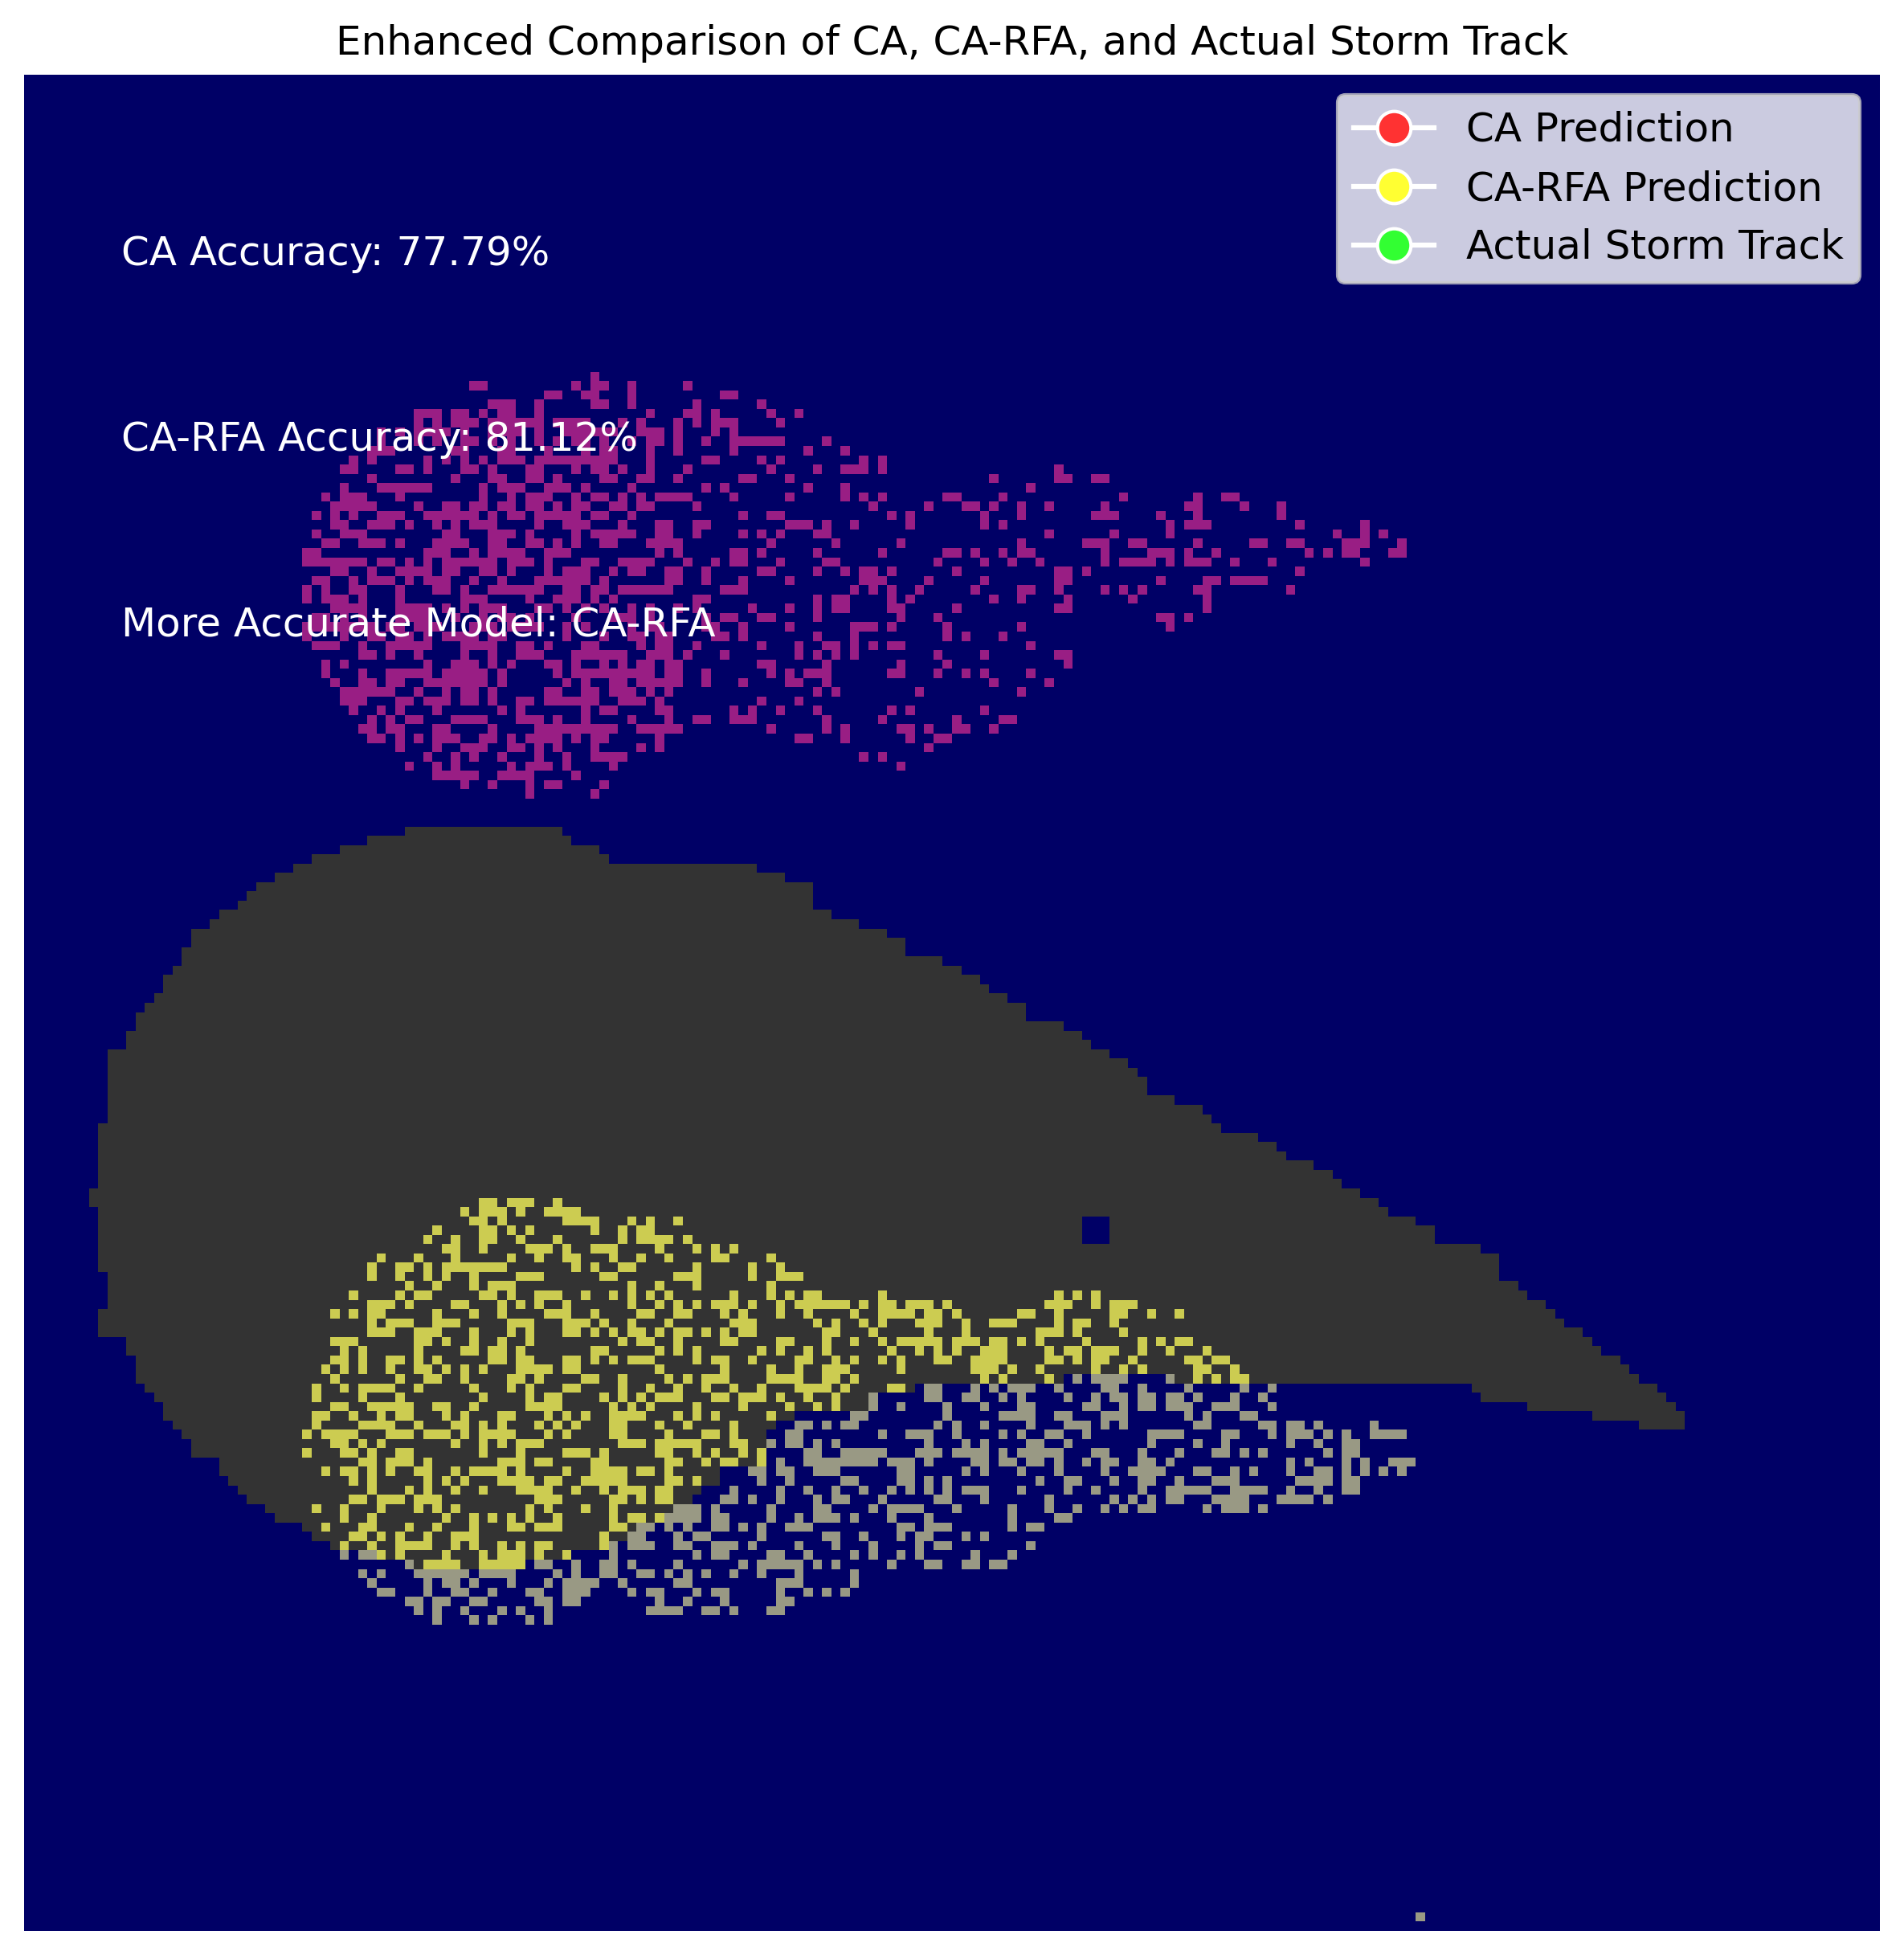 Enhanced Comparison of CA, CA-RFA, and Actual Storm Track
CA Prediction
CA-RFA Prediction
Actual Storm Track
CA Accuracy: 77.79%
CA-RFA Accuracy: 81.12%
More Accurate Model: CA-RFA